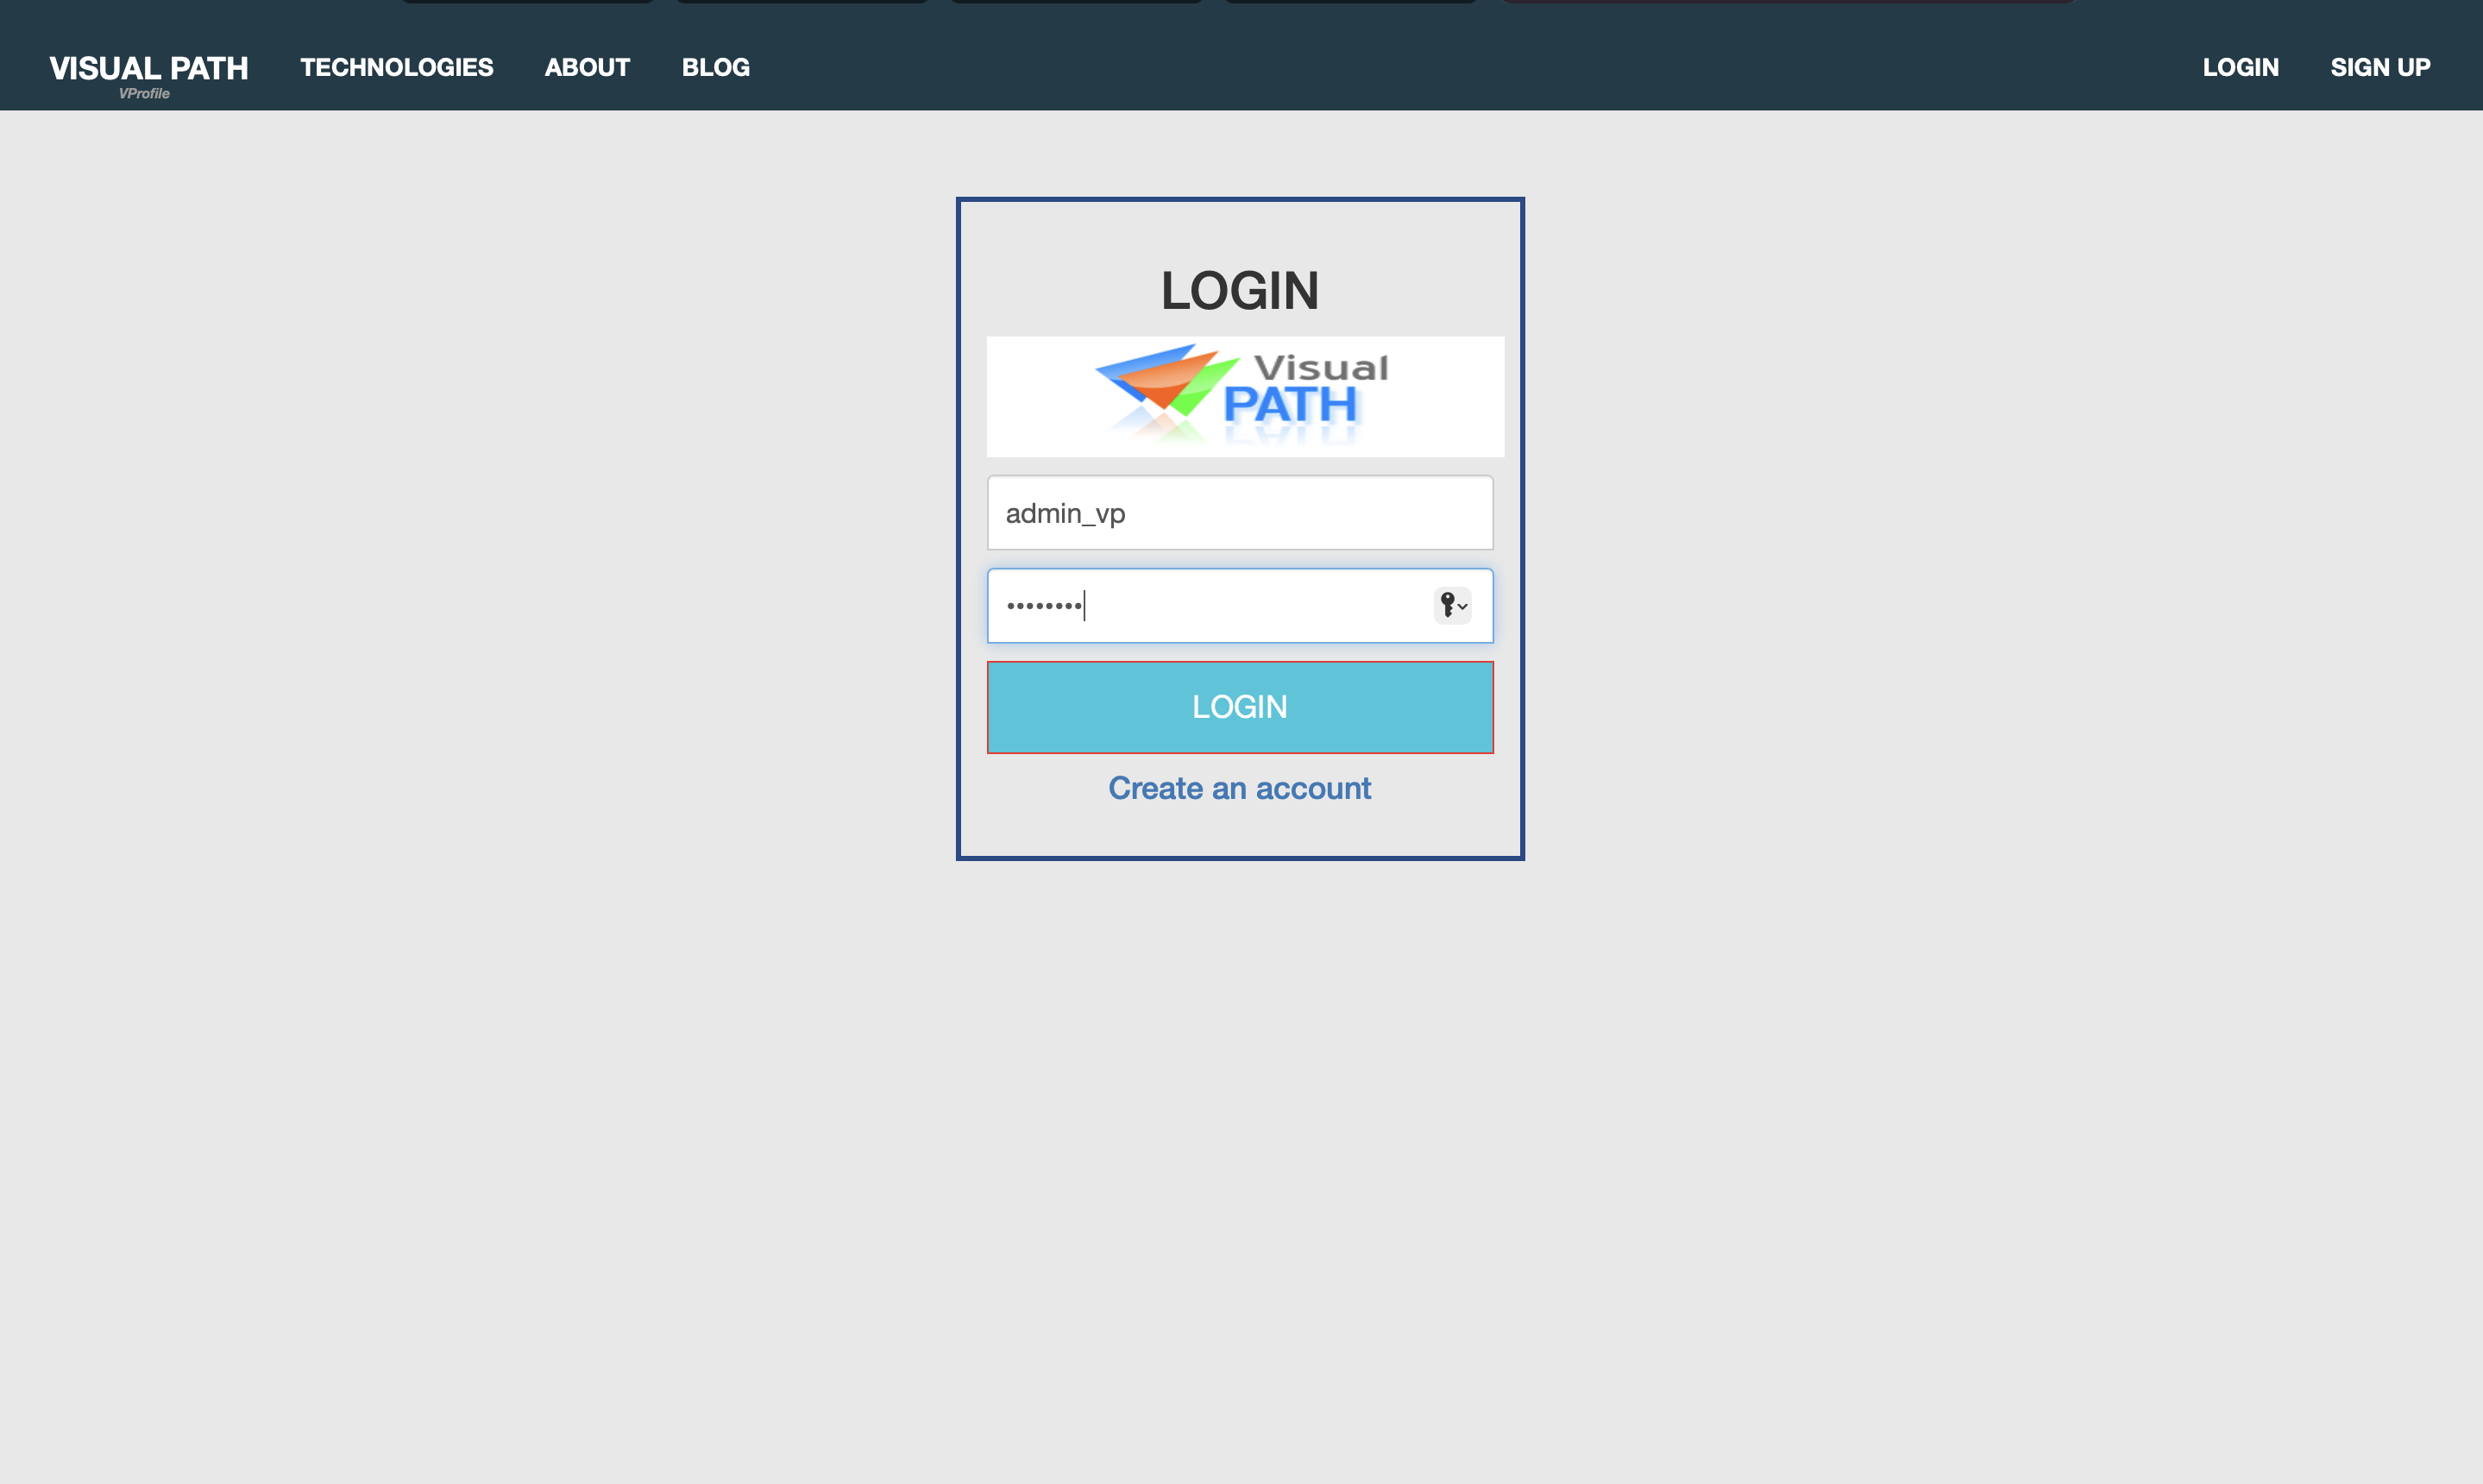 VISUAL PATH TECHNOLOGIES ABOUT BLOG LOGIN SIGN UP
VProfile
LOGIN
Visual
PATH
admin_vp
••••••••
LOGIN
Create an account